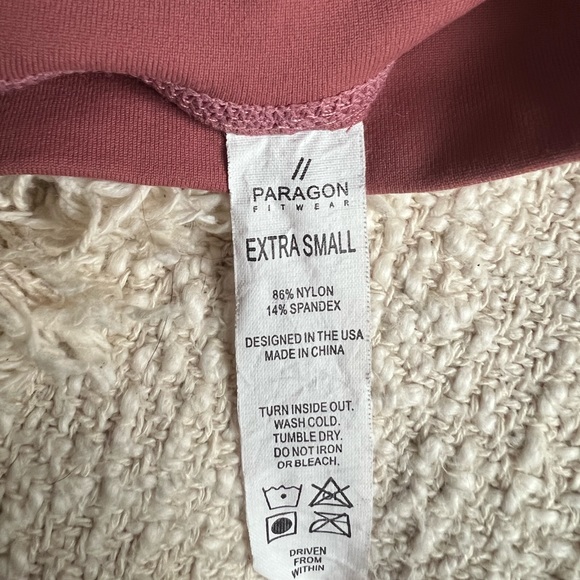 //
PARAGON
FITWEAR
EXTRA SMALL
86% NYLON
14% SPANDEX
DESIGNED IN THE USA
MADE IN CHINA
TURN INSIDE OUT.
WASH COLD.
TUMBLE DRY.
DO NOT IRON
OR BLEACH.
DRIVEN
FROM
WITHIN